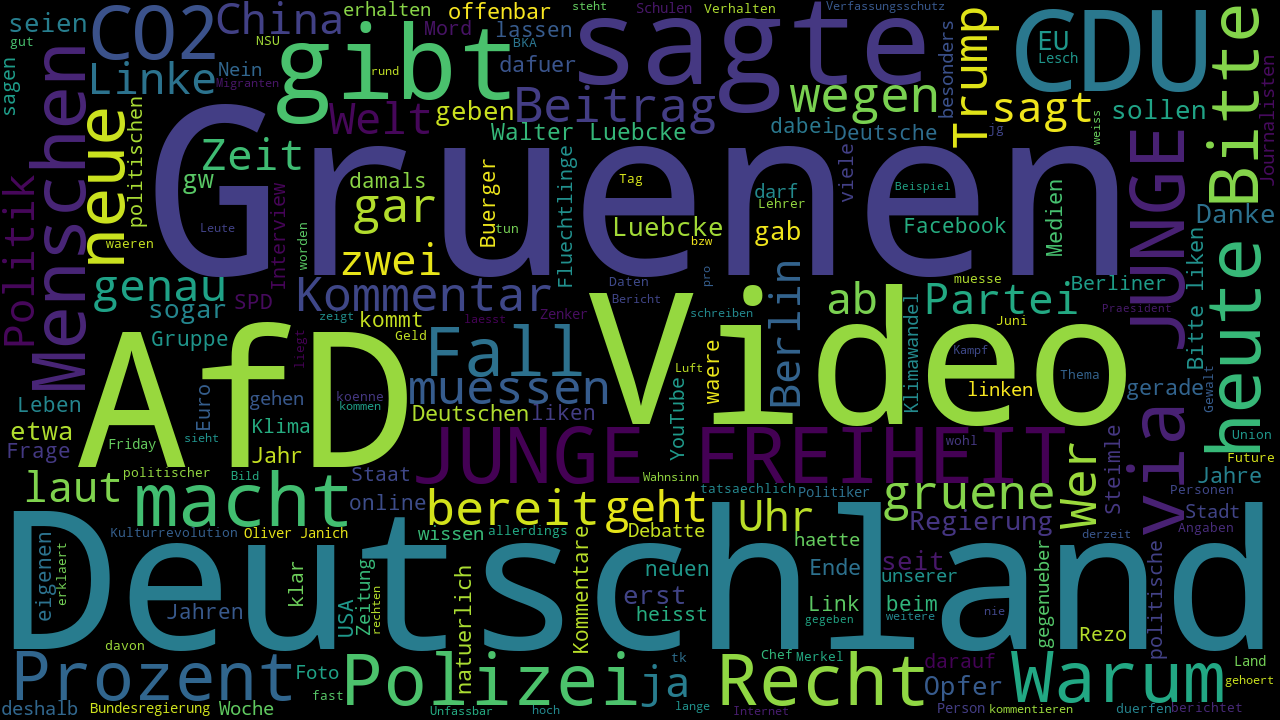 seien
CO2
China
erhalten
offenbar
steht
Schulen
Verhalten
Verfassungsschutz
gut
NSU
gibt
Mord
lassen
BKA
sagte
Trump
CDU
EU
Lesch
Bitte
sagen
Menschen
Linke
Nein
Migranten
rund
dafuer
Beitrag
wegen
besonders
sagt
sollen
Journalisten
neue
politischen
Welt
geben
Walter Luebcke
dabei
Deutsche
jg
weiss
JUNGE
Gruenen
Zeit
gw
Politik
damals
gar
Buerger
Fluechtlinge
Tag
darf
Lehrer
viele
Beispiel
Danke
waeren
Leute
Interview
worden
tun
Luebcke
bzw
gab
Facebook
Medien
Bitte liken
heute
zwei
genau
sogar
SPD
Kommentar
Daten
Bericht
pro
Berlin
ab
muesse
Partei
Berliner
Praesident
Gruppe
zeigt
kommt
laesst
Zenker
schreiben
Klimawandel
Juni
AfD
liegt
Geld
Fall
Video
Luft
waere
Kampf
Thema
Gewalt
Leben
Euro
gehen
koenne
kommen
muessen
linken
gerade
etwa
Klima
Deutschen
liken
YouTube
Frage
Friday
sieht
Jahr
JUNGE FREIHEIT
wohl
Wer
Steimle
via
Union
Future
laut
politischer
Bild
Staat
Wahnsinn
Jahre
macht
online
bereit
geht
tatsaechlich
Politiker
gruene
Personen
Stadt
Deutschland
Kulturrevolution
Oliver Janich
wissen
allerdings
Kommentare
Debatte
Uhr
haette
Regierung
derzeit
Angaben
eigenen
erklaert
klar
Zeitung
rechten
seit
neuen
Ende
unserer
gegenueber
politische
Jahren
USA
natuerlich
erst
heisst
Link
gegeben
beim
weitere
nie
Rezo
davon
Prozent
Foto
fast
Polizei
tk
ja
Recht
Chef
Merkel
darauf
Opfer
Warum
Land
gehoert
deshalb
Bundesregierung
Woche
Unfassbar
hoch
lange
Internet
Person
kommentieren
duerfen
berichtet